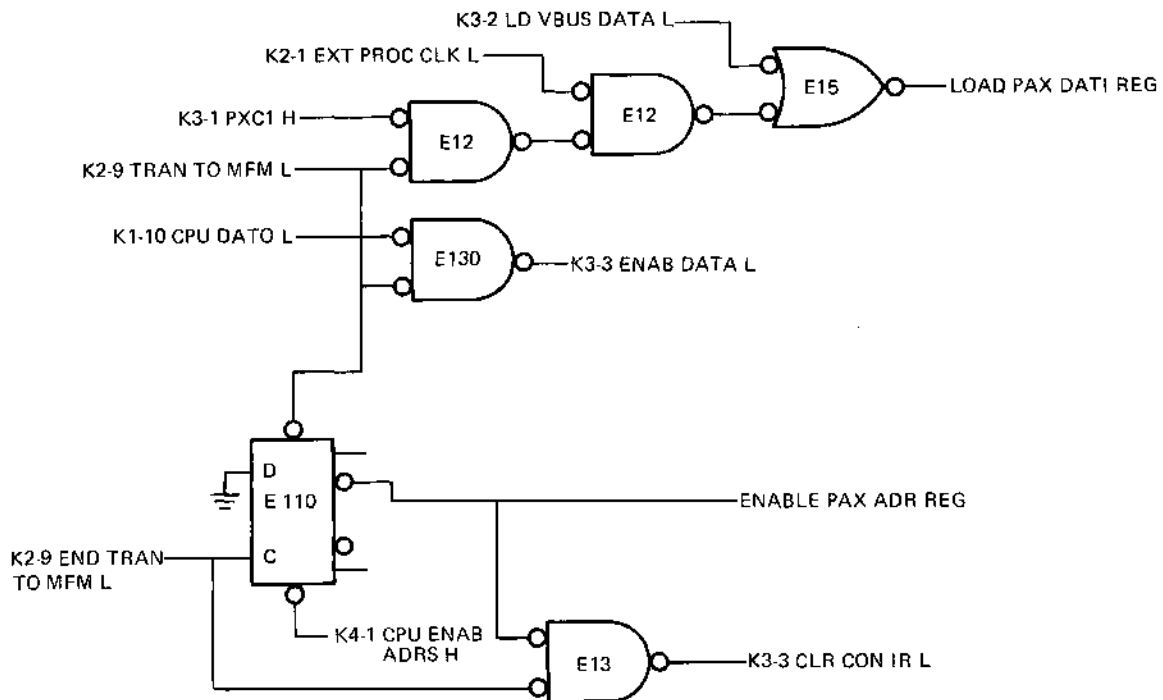 K3-2 LD VBUS DATA L
K2-1 EXT PROC CLK L
E15
LOAD PAX DATI REG
K3-1 PXC1 H
E12
E12
K2-9 TRAN TO MFM L
K1-10 CPU DATO L
E130
K3-3 ENAB DATA L
D
E 110
ENABLE PAX ADR REG
K2-9 END TRAN
TO MFM L
C
K4-1 CPU ENAB
ADRS H
E13
K3-3 CLR CON IR L